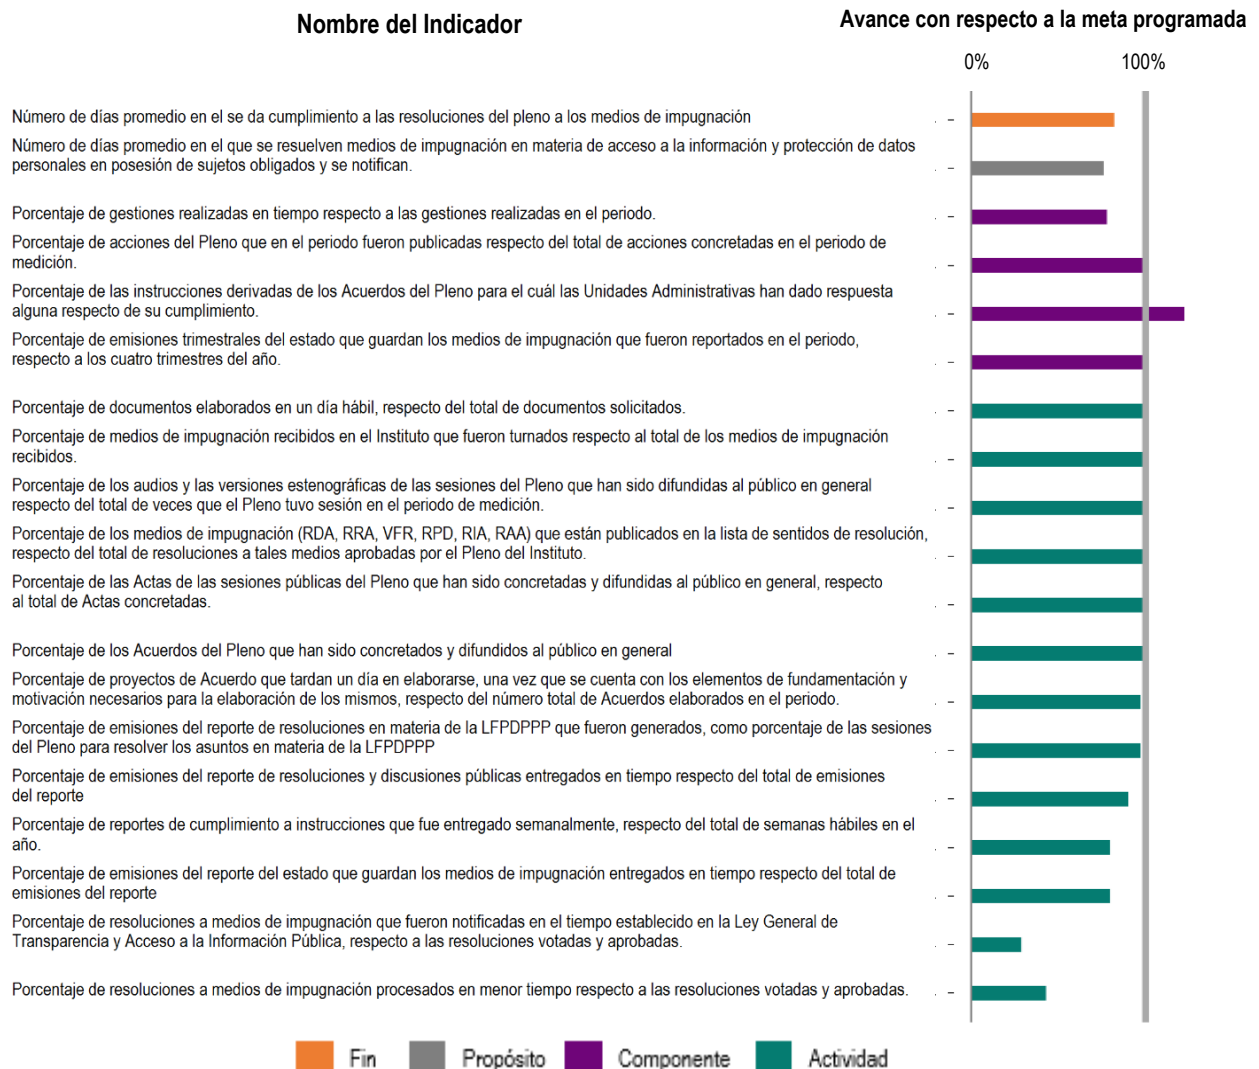 Nombre del Indicador
Avance con respecto a la meta programada
0%
100%
Número de días promedio en el se da cumplimiento a las resoluciones del pleno a los medios de impugnación
Número de días promedio en el que se resuelven medios de impugnación en materia de acceso a la información y protección de datos
personales en posesión de sujetos obligados y se notifican.
Porcentaje de gestiones realizadas en tiempo respecto a las gestiones realizadas en el periodo.
Porcentaje de acciones del Pleno que en el periodo fueron publicadas respecto del total de acciones concretadas en el periodo de
medición.
Porcentaje de las instrucciones derivadas de los Acuerdos del Pleno para el cuál las Unidades Administrativas han dado respuesta
alguna respecto de su cumplimiento.
Porcentaje de emisiones trimestrales del estado que guardan los medios de impugnación que fueron reportados en el periodo,
respecto a los cuatro trimestres del año.
Porcentaje de documentos elaborados en un día hábil, respecto del total de documentos solicitados.
Porcentaje de medios de impugnación recibidos en el Instituto que fueron turnados respecto al total de los medios de impugnación
recibidos.
Porcentaje de los audios y las versiones estenográficas de las sesiones del Pleno que han sido difundidas al público en general
respecto del total de veces que el Pleno tuvo sesión en el periodo de medición.
Porcentaje de los medios de impugnación (RDA, RRA, VFR, RPD, RIA, RAA) que están publicados en la lista de sentidos de resolución,
respecto del total de resoluciones a tales medios aprobadas por el Pleno del Instituto.
Porcentaje de las Actas de las sesiones públicas del Pleno que han sido concretadas y difundidas al público en general, respecto
al total de Actas concretadas.
Porcentaje de los Acuerdos del Pleno que han sido concretados y difundidos al público en general
Porcentaje de proyectos de Acuerdo que tardan un día en elaborarse, una vez que se cuenta con los elementos de fundamentación y
motivación necesarios para la elaboración de los mismos, respecto del número total de Acuerdos elaborados en el periodo.
Porcentaje de emisiones del reporte de resoluciones en materia de la LFPDPPP que fueron generados, como porcentaje de las sesiones
del Pleno para resolver los asuntos en materia de la LFPDPPP
Porcentaje de emisiones del reporte de resoluciones y discusiones públicas entregados en tiempo respecto del total de emisiones
del reporte
Porcentaje de reportes de cumplimiento a instrucciones que fue entregado semanalmente, respecto del total de semanas hábiles en el
año.
Porcentaje de emisiones del reporte del estado que guardan los medios de impugnación entregados en tiempo respecto del total de
emisiones del reporte
Porcentaje de resoluciones a medios de impugnación que fueron notificadas en el tiempo establecido en la Ley General de
Transparencia y Acceso a la Información Pública, respecto a las resoluciones votadas y aprobadas.
Porcentaje de resoluciones a medios de impugnación procesados en menor tiempo respecto a las resoluciones votadas y aprobadas.
Fin Propósito Componente Actividad